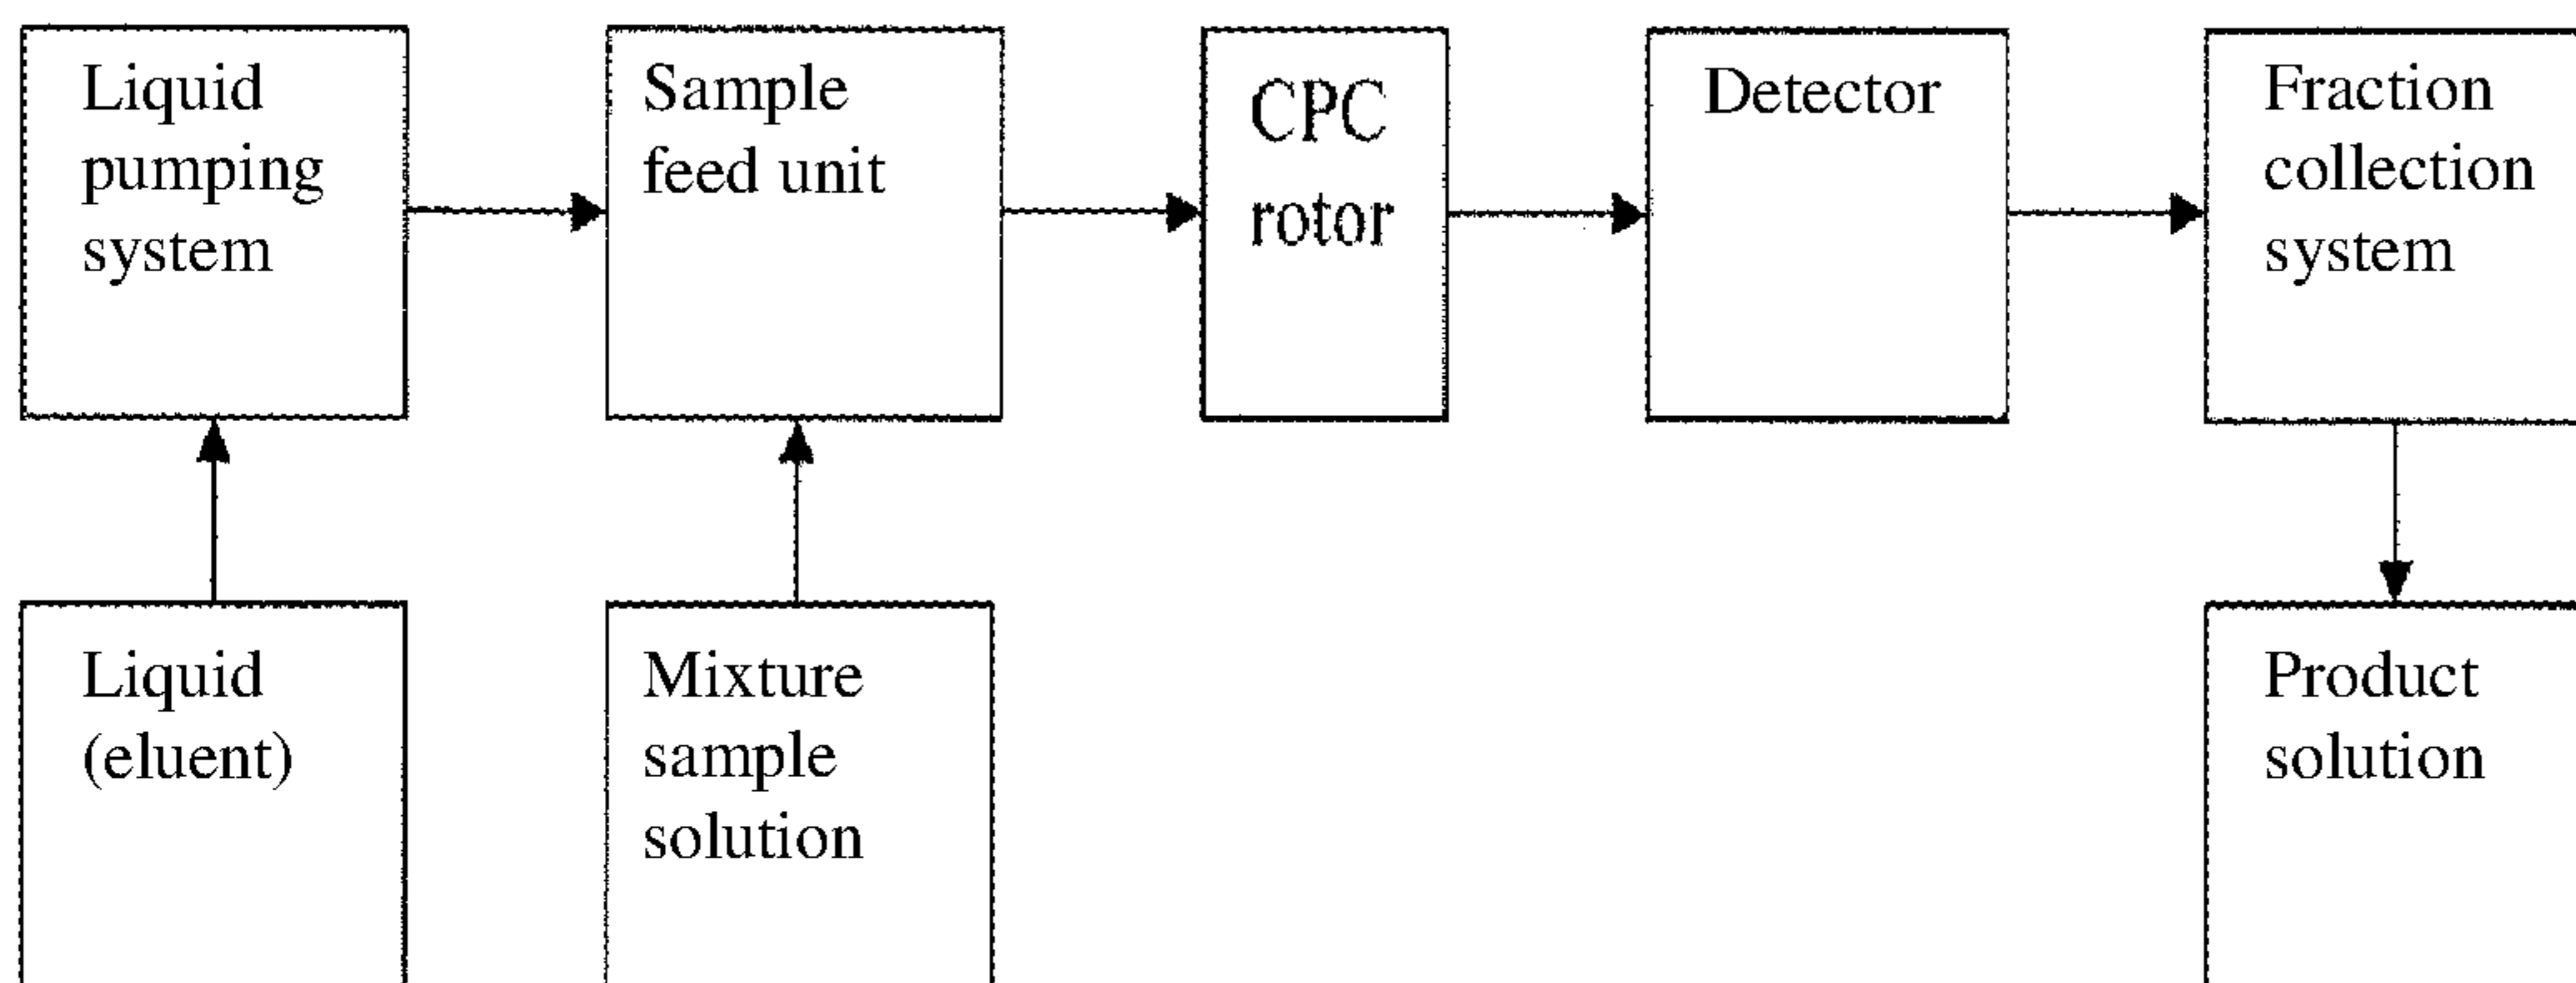 Liquid
pumping
system
Sample
feed unit
CPC
rotor
Detector
Fraction
collection
system
Liquid
(eluent)
Mixture
sample
solution
Product
solution